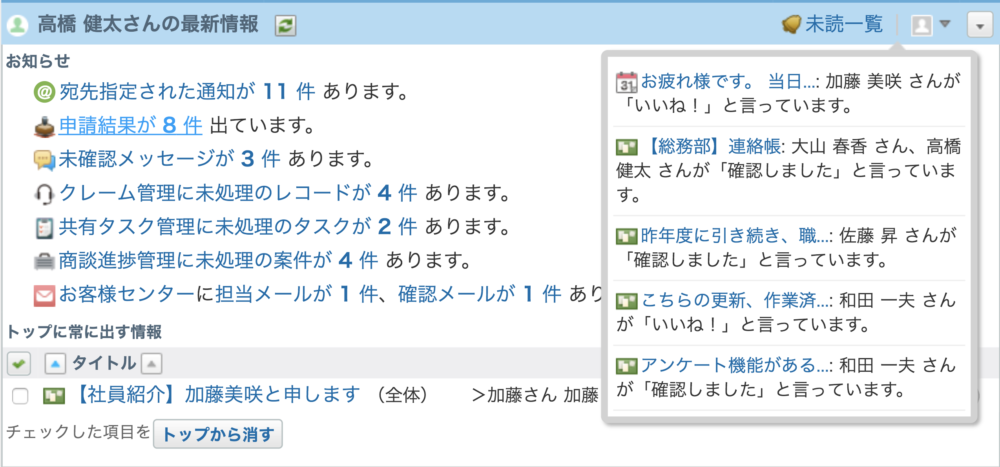 高橋 健太さんの最新情報
未読一覧
お知らせ
@宛先指定された通知が 11 件 あります。
申請結果が 8 件 出ています。
未確認メッセージが 3 件 あります。
クレーム管理に未処理のレコードが 4 件 あります。
共有タスク管理に未処理のタスクが 2 件 あります。
商談進捗管理に未処理の案件が 4 件 あります。
お客様センターに担当メールが 1 件、確認メールが 1 件 あり
トップに常に出す情報
タイトル
【社員紹介】加藤美咲と申します (全体) >加藤さん 加藤
チェックした項目を トップから消す
31 お疲れ様です。 当日...: 加藤 美咲 さんが
「いいね！」と言っています。
【総務部】連絡帳: 大山 春香 さん、高橋
健太 さんが「確認しました」と言っていま
す。
昨年度に引き続き、職...: 佐藤 昇 さんが
「確認しました」と言っています。
こちらの更新、作業済...: 和田 一夫 さん
が「いいね！」と言っています。
アンケート機能がある...: 和田 一夫 さん
が「確認しました」と言っています。